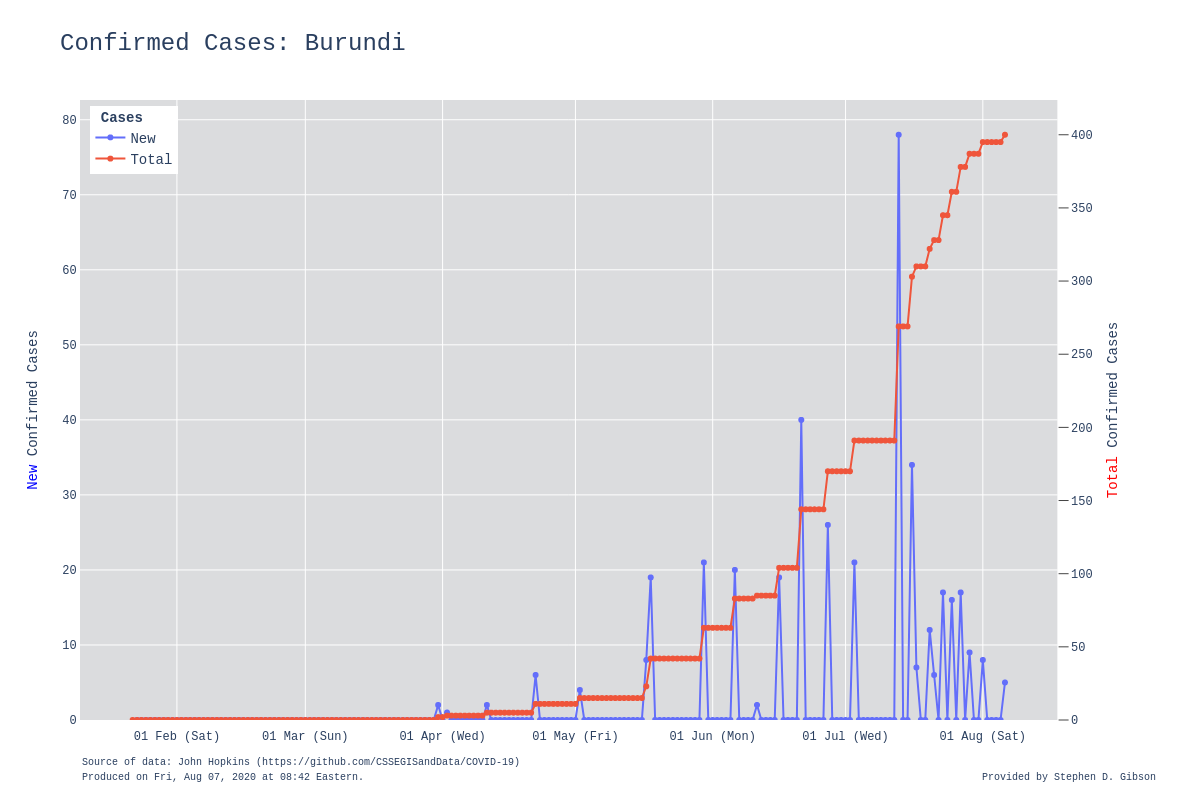 Confirmed Cases: Burundi
Cases
New
Total
80
70
60
50
40
30
20
10
0
New Confirmed Cases
400
350
300
250
200
150
100
50
0
Total Confirmed Cases
01 Feb (Sat)
01 Mar (Sun)
01 Apr (Wed)
01 May (Fri)
01 Jun (Mon)
01 Jul (Wed)
01 Aug (Sat)
Source of data: John Hopkins (https://github.com/CSSEGISandData/COVID-19)
Produced on Fri, Aug 07, 2020 at 08:42 Eastern.
Provided by Stephen D. Gibson